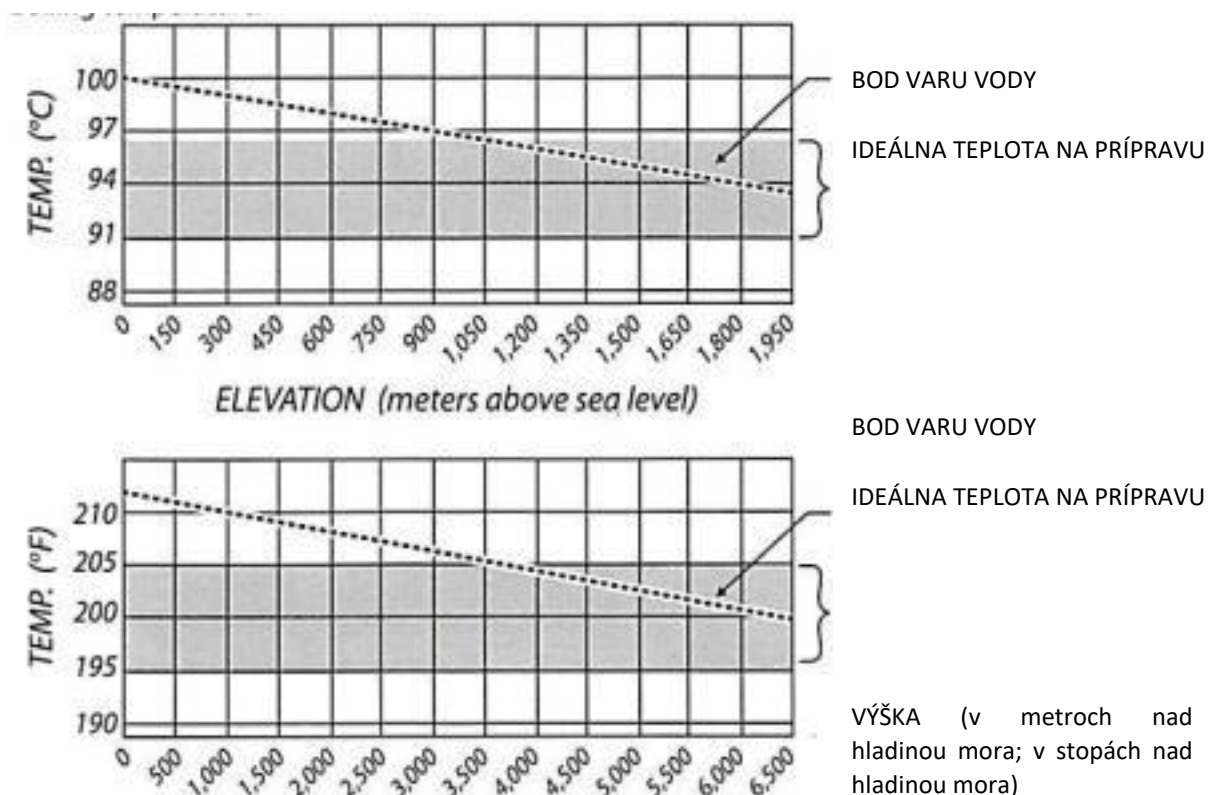 100
97
94
91
88
TEMP. (°C)
0 150 300 450 600 750 900 1,050 1,200 1,350 1,500 1,650 1,800 1,950
ELEVATION (meters above sea level)
BOD VARU VODY
IDEÁLNA TEPLOTA NA PRÍPRAVU
210
205
200
195
190
TEMP. (°F)
0 500 1,000 1,500 2,000 2,500 3,000 3,500 4,000 4,500 5,000 5,500 6,000 6,500
BOD VARU VODY
IDEÁLNA TEPLOTA NA PRÍPRAVU
VÝŠKA (v metroch nad
hladinou mora; v stopách nad
hladinou mora)